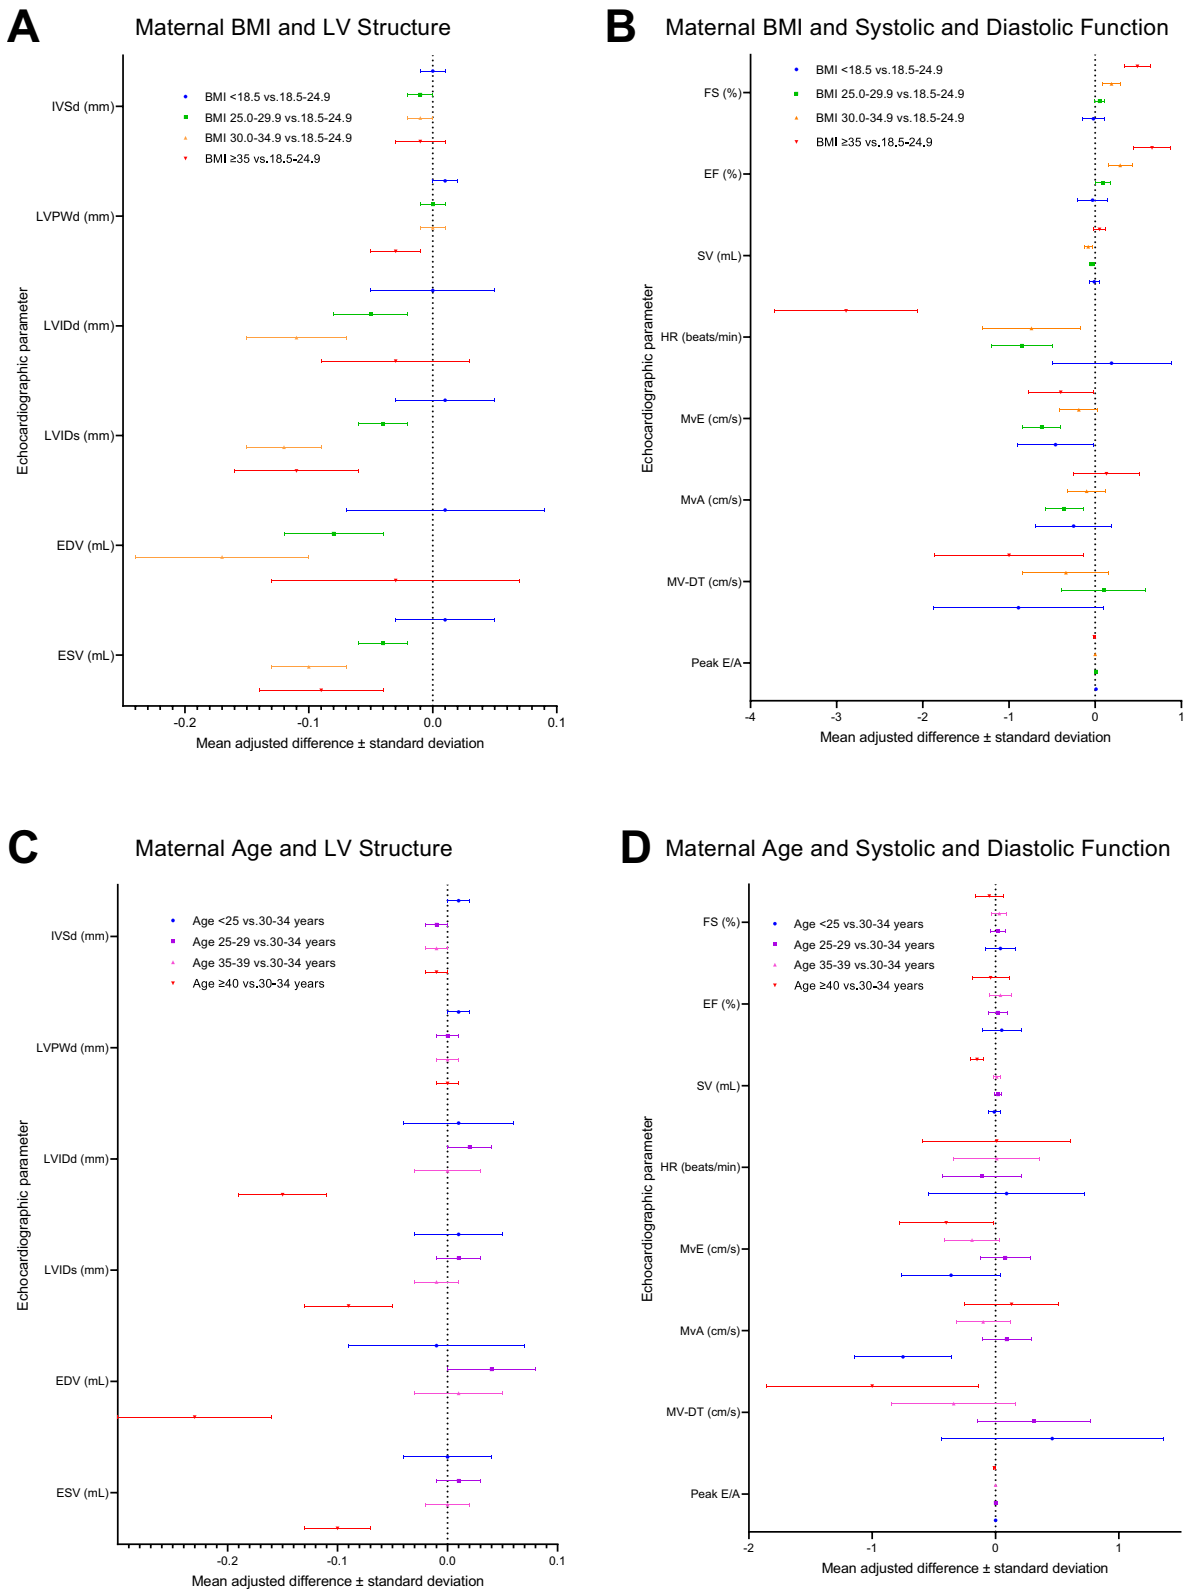 A
Maternal BMI and LV Structure
BMI <18.5 vs.18.5-24.9
BMI 25.0-29.9 vs.18.5-24.9
BMI 30.0-34.9 vs.18.5-24.9
BMI ≥35 vs.18.5-24.9
Echocardiographic parameter
IVSd (mm)
LVPWd (mm)
LVIDd (mm)
LVIDs (mm)
EDV (mL)
ESV (mL)
-0.2 -0.1 0.0 0.1
Mean adjusted difference ± standard deviation
B
Maternal BMI and Systolic and Diastolic Function
BMI <18.5 vs.18.5-24.9
BMI 25.0-29.9 vs.18.5-24.9
BMI 30.0-34.9 vs.18.5-24.9
BMI ≥35 vs.18.5-24.9
Echocardiographic parameter
FS (%)
EF (%)
SV (mL)
HR (beats/min)
MvE (cm/s)
MvA (cm/s)
MV-DT (cm/s)
Peak E/A
-4 -3 -2 -1 0 1
Mean adjusted difference ± standard deviation
C
Maternal Age and LV Structure
Age <25 vs.30-34 years
Age 25-29 vs.30-34 years
Age 35-39 vs.30-34 years
Age ≥40 vs.30-34 years
Echocardiographic parameter
IVSd (mm)
LVPWd (mm)
LVIDd (mm)
LVIDs (mm)
EDV (mL)
ESV (mL)
-0.2 -0.1 0.0 0.1
Mean adjusted difference ± standard deviation
D
Maternal Age and Systolic and Diastolic Function
Age <25 vs.30-34 years
Age 25-29 vs.30-34 years
Age 35-39 vs.30-34 years
Age ≥40 vs.30-34 years
Echocardiographic parameter
FS (%)
EF (%)
SV (mL)
HR (beats/min)
MvE (cm/s)
MvA (cm/s)
MV-DT (cm/s)
Peak E/A
-2 -1 0 1
Mean adjusted difference ± standard deviation